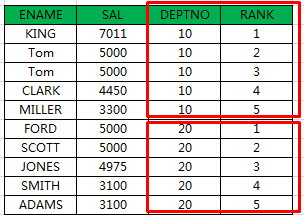 ENAME SAL DEPTNO RANK
KING 7011 10 1
Tom 5000 10 2
Tom 5000 10 3
CLARK 4450 10 4
MILLER 3300 10 5
FORD 5000 20 1
SCOTT 5000 20 2
JONES 4975 20 3
SMITH 3100 20 4
ADAMS 3100 20 5